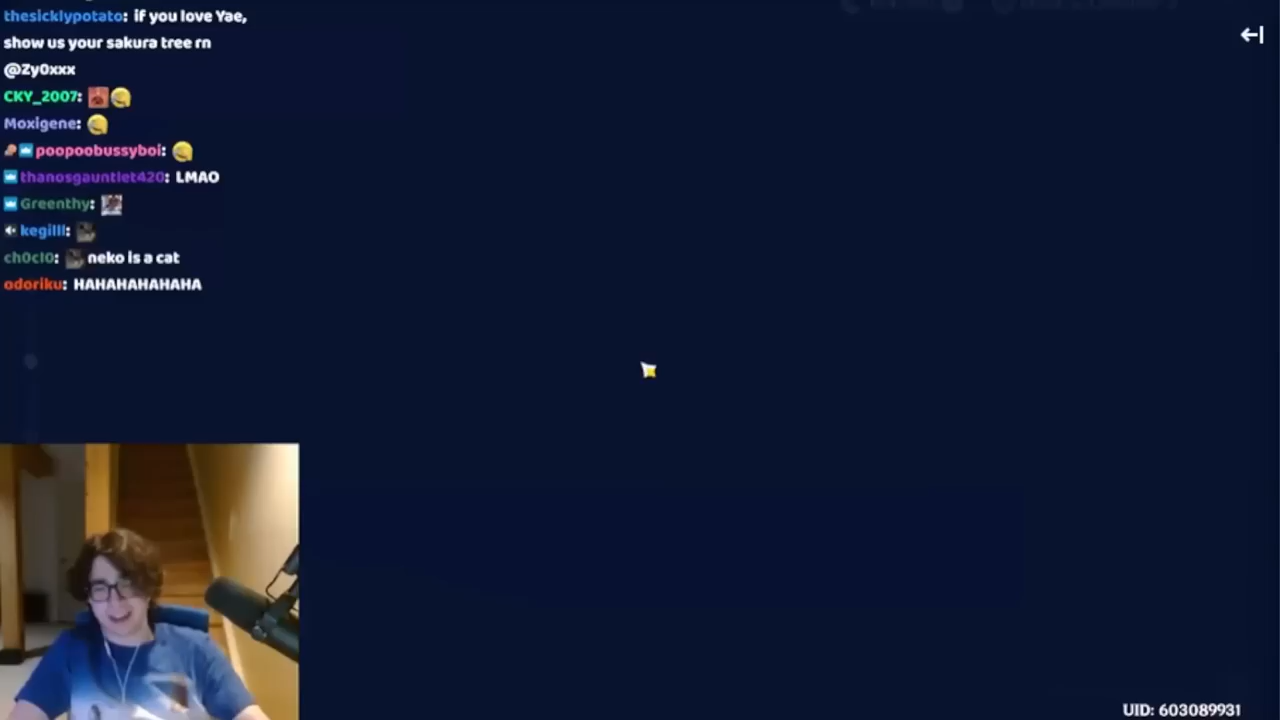 thesicklypotato: if you love Yae,
show us your sakura tree rn
@Zy0xxx
CKY_2007:
Moxigene:
poopoobussyboi:
thanosgauntlet420: LMAO
Greenthy:
kegilll:
ch0cl0: neko is a cat
odoriku: HAHAHAHAHAHA
UID: 603089931